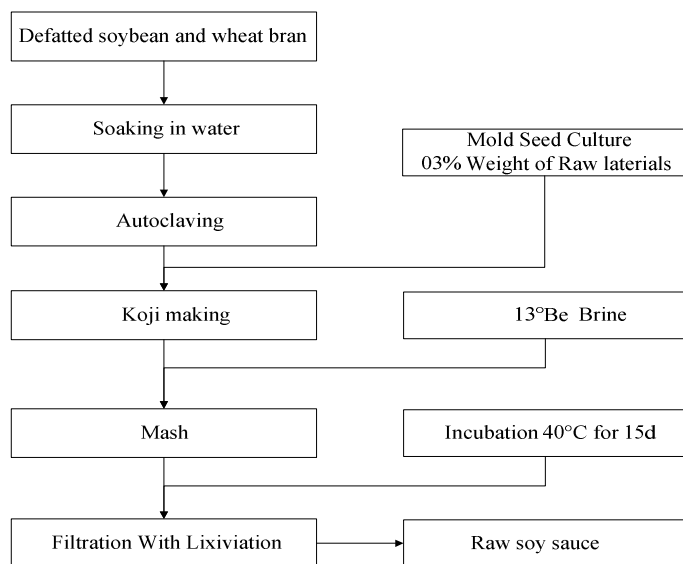 Defatted soybean and wheat bran
Soaking in water
Mold Seed Culture
03% Weight of Raw laterials
Autoclaving
Koji making
13°Be Brine
Mash
Incubation 40°C for 15d
Filtration With Lixiviation
Raw soy sauce